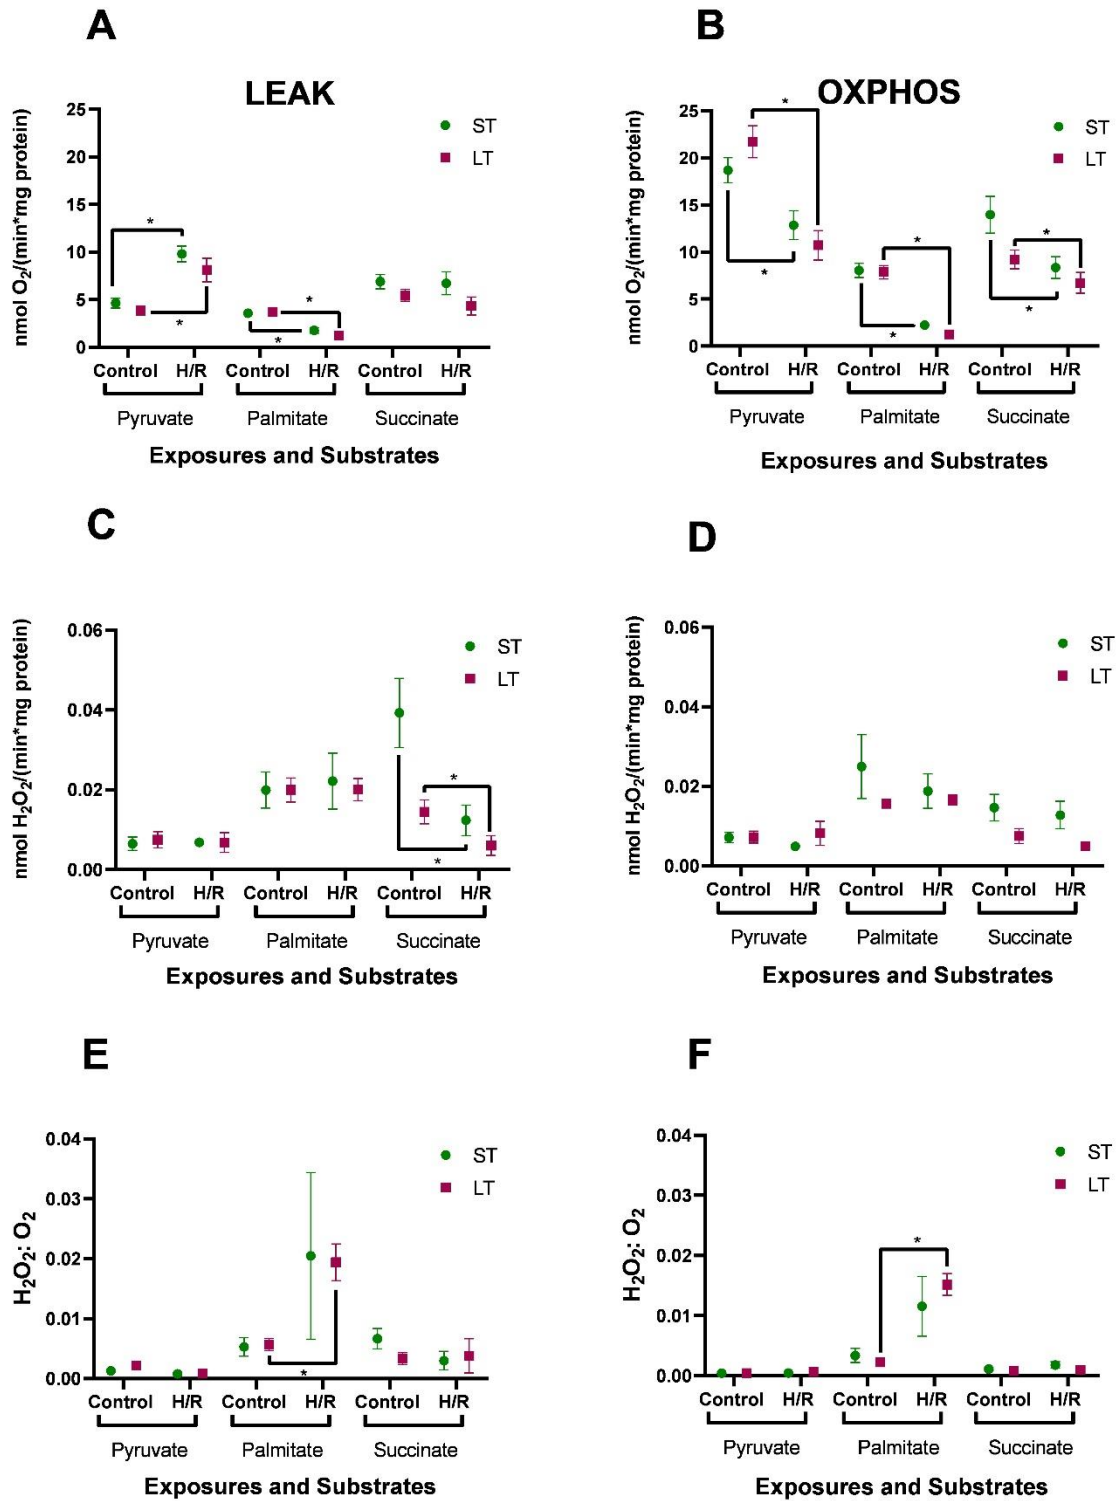 A
LEAK
nmol O₂/(min*mg protein)
25
20
15
10
5
0
ST
LT
*
*
*
*
Control H/R Control H/R Control H/R
Pyruvate Palmitate Succinate
Exposures and Substrates
B
OXPHOS
nmol O₂/(min*mg protein)
25
20
15
10
5
0
ST
LT
*
*
*
*
*
*
Control H/R Control H/R Control H/R
Pyruvate Palmitate Succinate
Exposures and Substrates
C
nmol H₂O₂/(min*mg protein)
0.06
0.04
0.02
0.00
ST
LT
*
*
Control H/R Control H/R Control H/R
Pyruvate Palmitate Succinate
Exposures and Substrates
D
nmol H₂O₂/(min*mg protein)
0.06
0.04
0.02
0.00
ST
LT
Control H/R Control H/R Control H/R
Pyruvate Palmitate Succinate
Exposures and Substrates
E
H₂O₂: O₂
0.04
0.03
0.02
0.01
0.00
ST
LT
*
Control H/R Control H/R Control H/R
Pyruvate Palmitate Succinate
Exposures and Substrates
F
H₂O₂: O₂
0.04
0.03
0.02
0.01
0.00
ST
LT
*
Control H/R Control H/R Control H/R
Pyruvate Palmitate Succinate
Exposures and Substrates